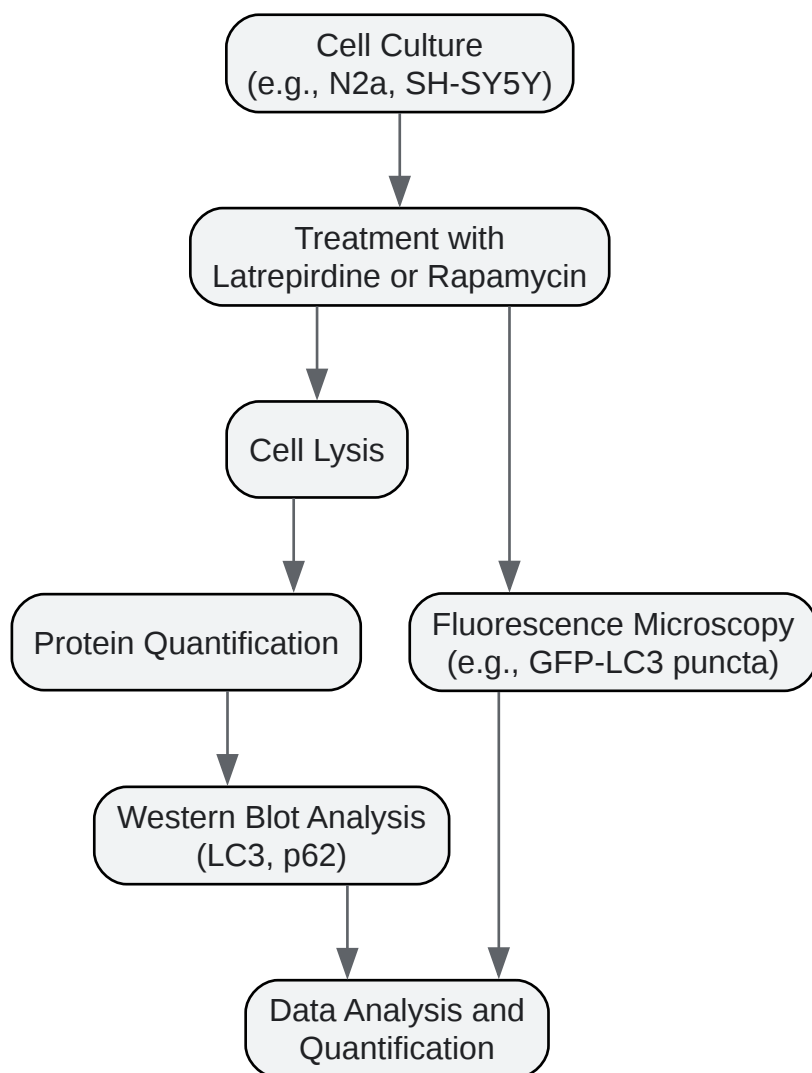 Cell Culture
(e.g., N2a, SH-SY5Y)
Treatment with
Latrepirdine or Rapamycin
Cell Lysis
Protein Quantification
Fluorescence Microscopy
(e.g., GFP-LC3 puncta)
Western Blot Analysis
(LC3, p62)
Data Analysis and
Quantification